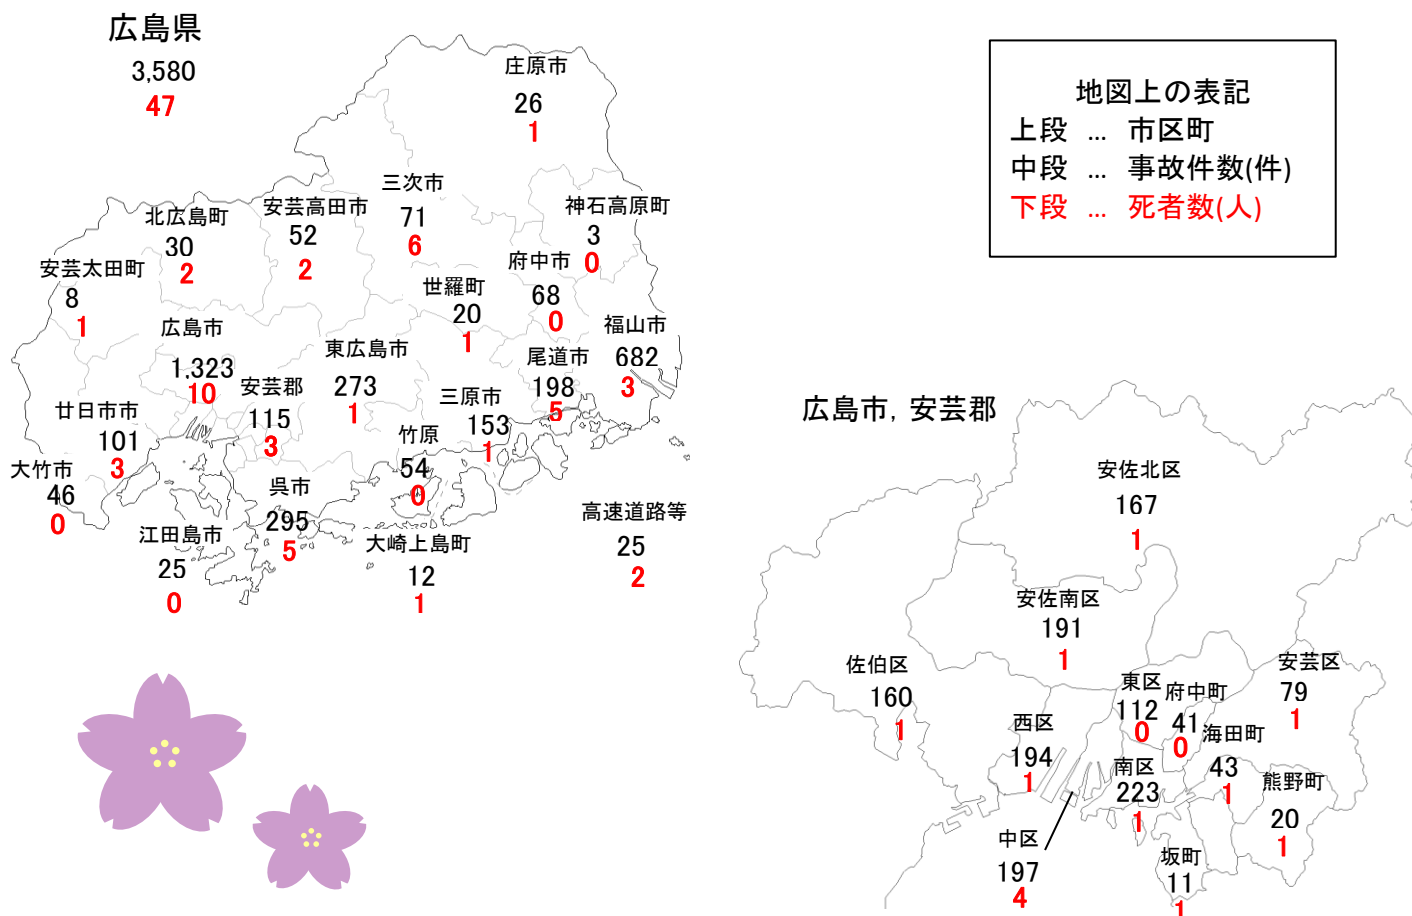 広島県
3,580
47
地図上の表記
上段 … 市区町
中段 … 事故件数(件)
下段 … 死者数(人)
庄原市
26
1
三次市
71
6
神石高原町
3
0
北広島町
30
2
安芸高田市
52
2
安芸太田町
8
1
府中市
68
0
世羅町
20
1
広島市
1,323
10
福山市
682
3
東広島市
273
1
尾道市
198
5
安芸郡
115
3
三原市
153
1
廿日市市
101
3
竹原
54
0
大竹市
46
0
呉市
295
5
江田島市
25
0
大崎上島町
12
1
高速道路等
25
2
広島市，安芸郡
安佐北区
167
1
安佐南区
191
1
佐伯区
160
1
西区
194
1
東区
112
0
府中町
41
0
安芸区
79
1
海田町
43
1
南区
223
1
熊野町
20
1
中区
197
4
坂町
11
1